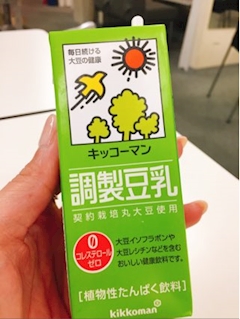 毎日続ける
大豆の健康
キッコーマン
調製豆乳
契約栽培丸大豆使用
0
コレステロール
ゼロ
大豆イソフラボンや
大豆レシチンなどを含む
おいしい健康飲料です。
[植物性たんぱく飲料]
kikkoman®